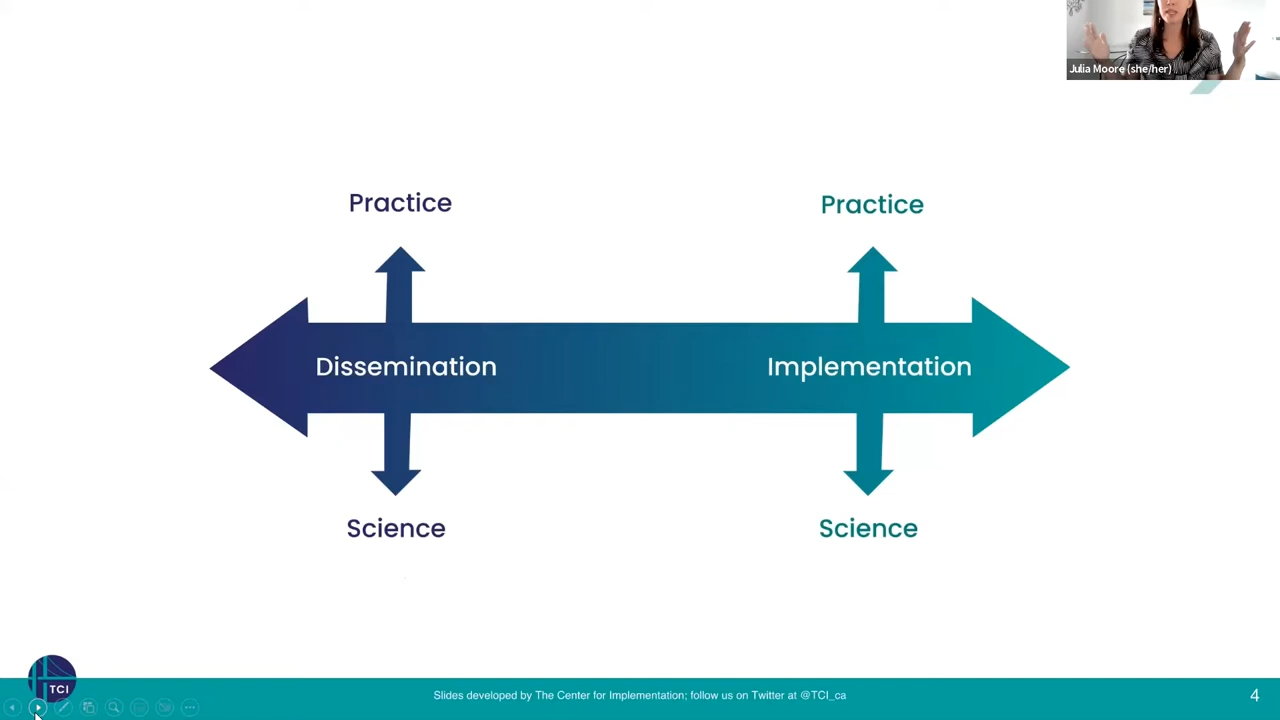 Julia Moore (she/her)
Practice
Practice
Dissemination
Implementation
Science
Science
TCI
Slides developed by The Center for Implementation; follow us on Twitter at @TCI_ca
4